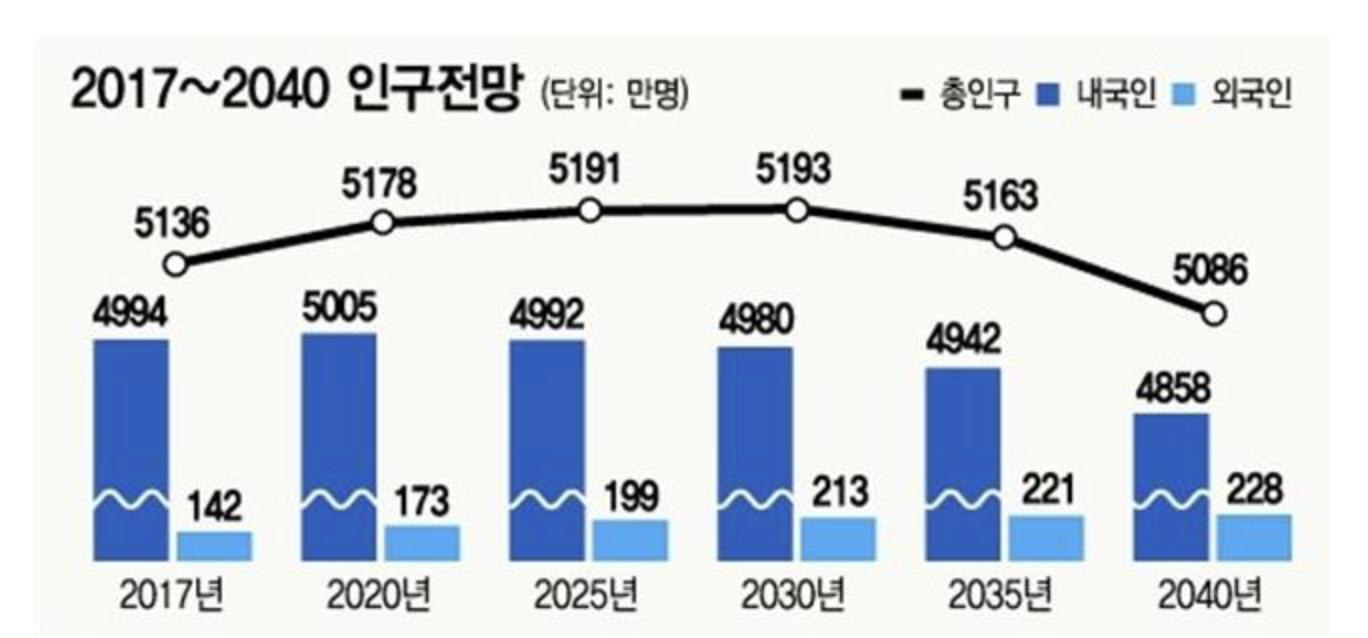 2017~2040 인구전망 (단위: 만명)
총인구 내국인 외국인
5136 5178 5191 5193 5163 5086
4994 5005 4992 4980 4942 4858
142 173 199 213 221 228
2017년 2020년 2025년 2030년 2035년 2040년